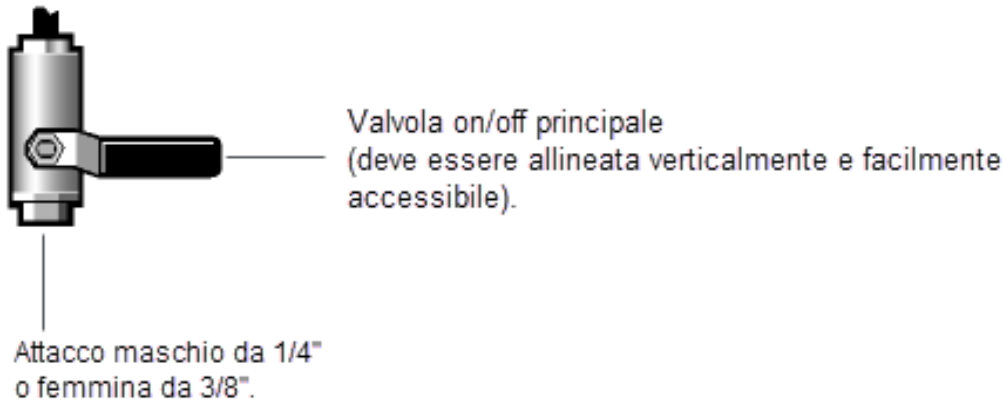 Valvola on/off principale
(deve essere allineata verticalmente e facilmente
accessibile).
Attacco maschio da 1/4"
o femmina da 3/8".